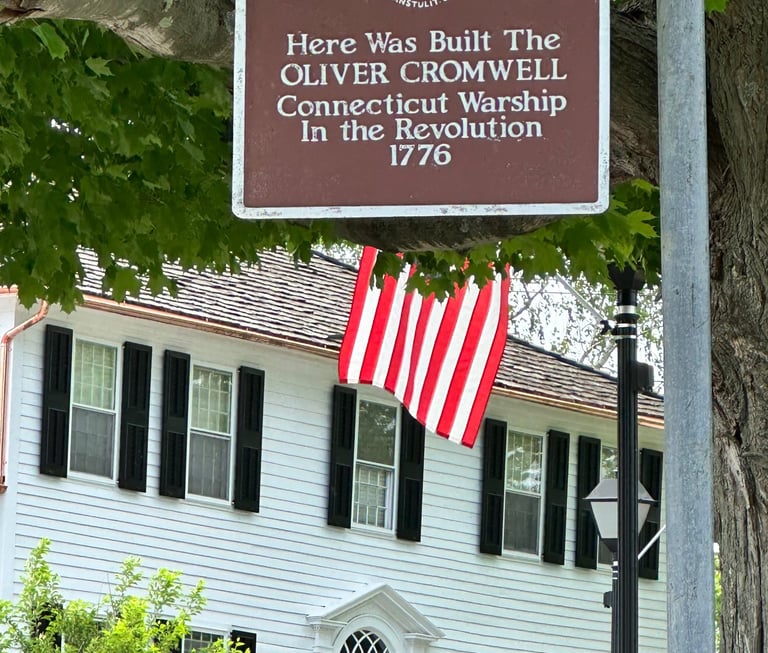 Here Was Built The
OLIVER CROMWELL
Connecticut Warship
In the Revolution
1776